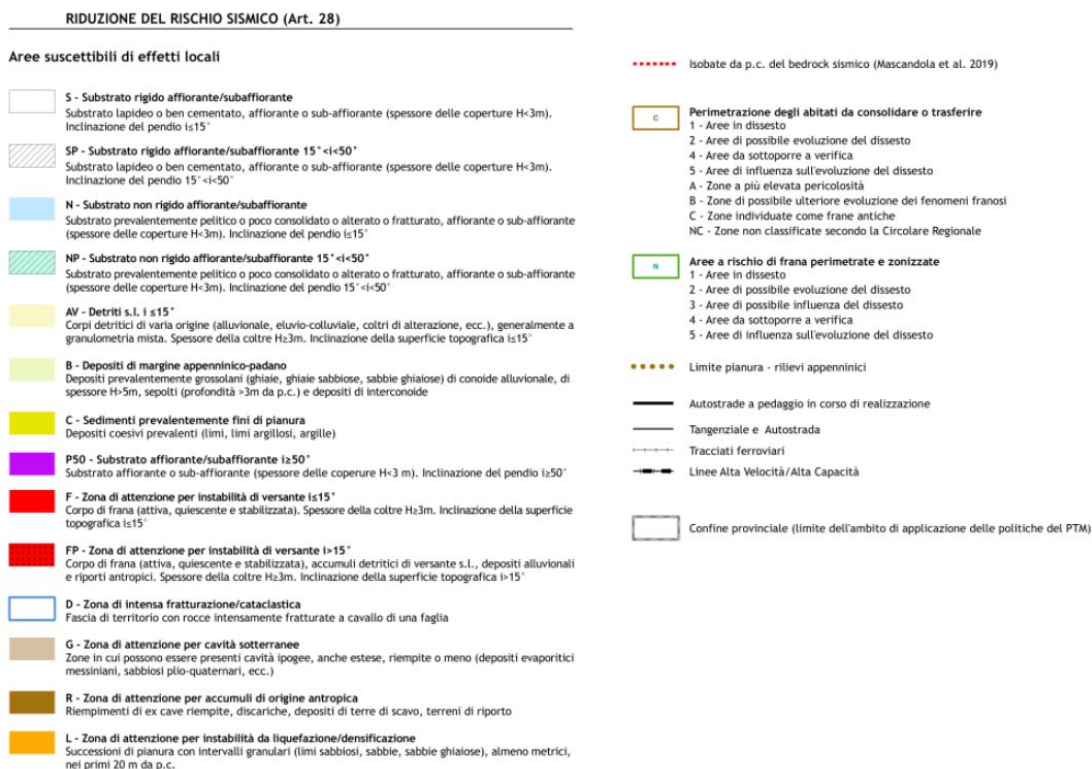 RIDUZIONE DEL RISCHIO SISMICO (Art. 28)
Aree suscettibili di effetti locali
S - Substrato rigido affiorante/subaffiorante
Substrato lapideo o ben cementato, affiorante o sub-affiorante (spessore delle coperture H<3m).
Inclinazione del pendio i≤15°
SP - Substrato rigido affiorante/subaffiorante 15°<i<50°
Substrato lapideo o ben cementato, affiorante o sub-affiorante (spessore delle coperture H<3m).
Inclinazione del pendio 15°<i<50°
N - Substrato non rigido affiorante/subaffiorante
Substrato prevalentemente pelitico o poco consolidato o alterato o fratturato, affiorante o sub-affiorante
(spessore delle coperture H<3m). Inclinazione del pendio i≤15°
NP - Substrato non rigido affiorante/subaffiorante 15°<i<50°
Substrato prevalentemente pelitico o poco consolidato o alterato o fratturato, affiorante o sub-affiorante
(spessore delle coperture H<3m). Inclinazione del pendio 15°<i<50°
AV - Detriti s.l. i ≤15°
Corpi detritici di varia origine (alluvionale, eluvio-colluviale, coltri di alterazione, ecc.), generalmente a
granulometria mista. Spessore della coltre H≥3m. Inclinazione della superficie topografica i≤15°
B - Depositi di margine appenninico-padano
Depositi prevalentemente grossolani (ghiaie, ghiaie sabbiose, sabbie ghiaiose) di conoide alluvionale, di
spessore H>5m, sepolti (profondità >3m da p.c.) e depositi di interconoide
C - Sedimenti prevalentemente fini di pianura
Depositi coesivi prevalenti (limi, limi argillosi, argille)
P50 - Substrato affiorante/subaffiorante i≥50°
Substrato affiorante o sub-affiorante (spessore delle coperure H<3 m). Inclinazione del pendio i≥50°
F - Zona di attenzione per instabilità di versante i≤15°
Corpo di frana (attiva, quiescente e stabilizzata). Spessore della coltre H≥3m. Inclinazione della superficie
topografica i≤15°
FP - Zona di attenzione per instabilità di versante i>15°
Corpo di frana (attiva, quiescente e stabilizzata), accumuli detritici di versante s.l., depositi alluvionali
e riporti antropici. Spessore della coltre H≥3m. Inclinazione della superficie topografica i>15°
D - Zona di intensa fratturazione/cataclastica
Fascia di territorio con rocce intensamente fratturate a cavallo di una faglia
G - Zona di attenzione per cavità sotterranee
Zone in cui possono essere presenti cavità ipogee, anche estese, riempite o meno (depositi evaporitici
messiniani, sabbiosi plio-quaternari, ecc.)
R - Zona di attenzione per accumuli di origine antropica
Riempimenti di ex cave riempite, discariche, depositi di terre di scavo, terreni di riporto
L - Zona di attenzione per instabilità da liquefazione/densificazione
Successioni di pianura con intervalli granulari (limi sabbiosi, sabbie, sabbie ghiaiose), almeno metrici,
nei primi 20 m da p.c.
Isobate da p.c. del bedrock sismico (Mascandola et al. 2019)
C
Perimetrazione degli abitati da consolidare o trasferire
1 - Aree in dissesto
2 - Aree di possibile evoluzione del dissesto
4 - Aree da sottoporre a verifica
5 - Aree di influenza sull'evoluzione del dissesto
A - Zone a più elevata pericolosità
B - Zone di possibile ulteriore evoluzione dei fenomeni franosi
C - Zone individuate come frane antiche
NC - Zone non classificate secondo la Circolare Regionale
N
Aree a rischio di frana perimetrate e zonizzate
1 - Aree in dissesto
2 - Aree di possibile evoluzione del dissesto
3 - Aree di possibile influenza del dissesto
4 - Aree da sottoporre a verifica
5 - Aree di influenza sull'evoluzione del dissesto
Limite pianura - rilievi appenninici
Autostrade a pedaggio in corso di realizzazione
Tangenziale e Autostrada
Tracciati ferroviari
Linee Alta Velocità/Alta Capacità
Confine provinciale (limite dell'ambito di applicazione delle politiche del PTM)